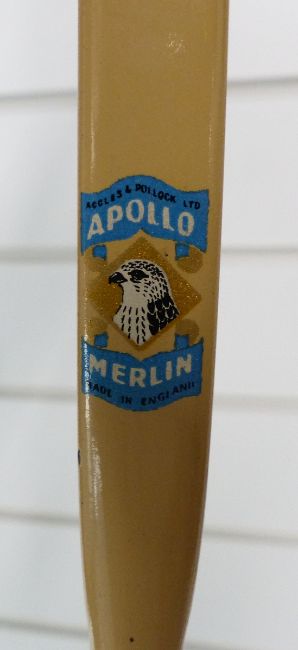 ACCLES & POLLOCK LTD
APOLLO
MERLIN
MADE IN ENGLAND